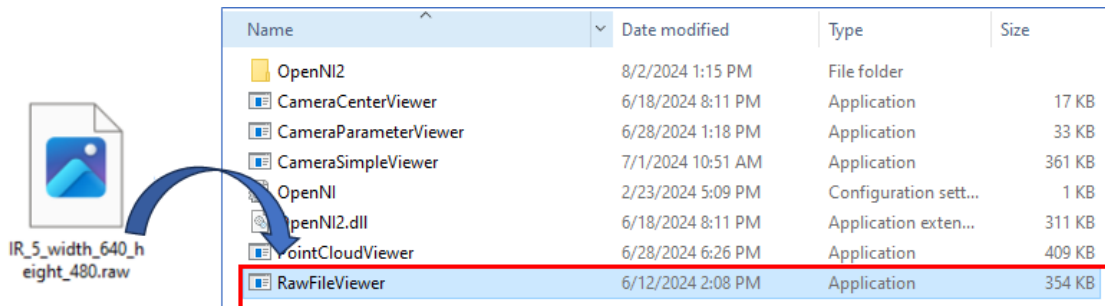 Name Date modified Type Size
OpenNI2 8/2/2024 1:15 PM File folder
CameraCenterViewer 6/18/2024 8:11 PM Application 17 KB
CameraParameterViewer 6/28/2024 1:18 PM Application 33 KB
CameraSimpleViewer 7/1/2024 10:51 AM Application 361 KB
OpenNI 2/23/2024 5:09 PM Configuration sett... 1 KB
OpenNI2.dll 6/18/2024 8:11 PM Application exten... 311 KB
PointCloudViewer 6/28/2024 6:26 PM Application 409 KB
RawFileViewer 6/12/2024 2:08 PM Application 354 KB
IR_5_width_640_h
eight_480.raw